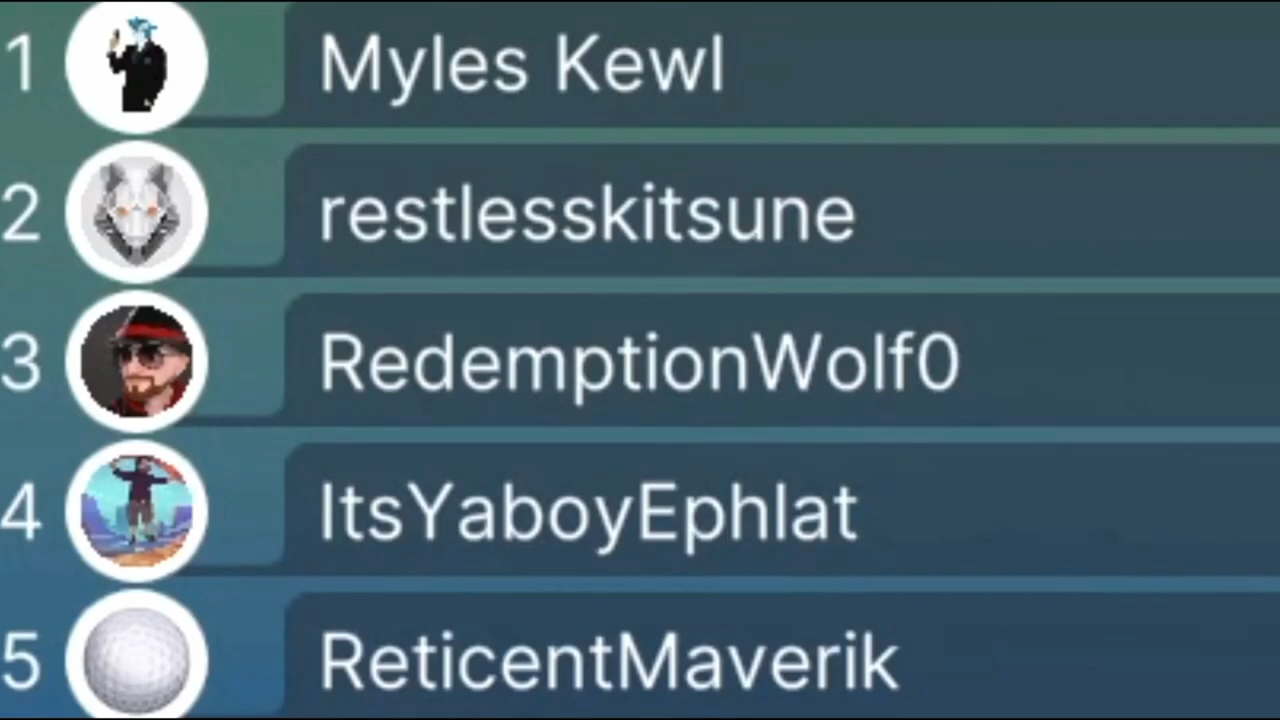 1 Myles Kewl
2 restlesskitsune
3 RedemptionWolf0
4 ItsYaboyEphlat
5 ReticentMaverik